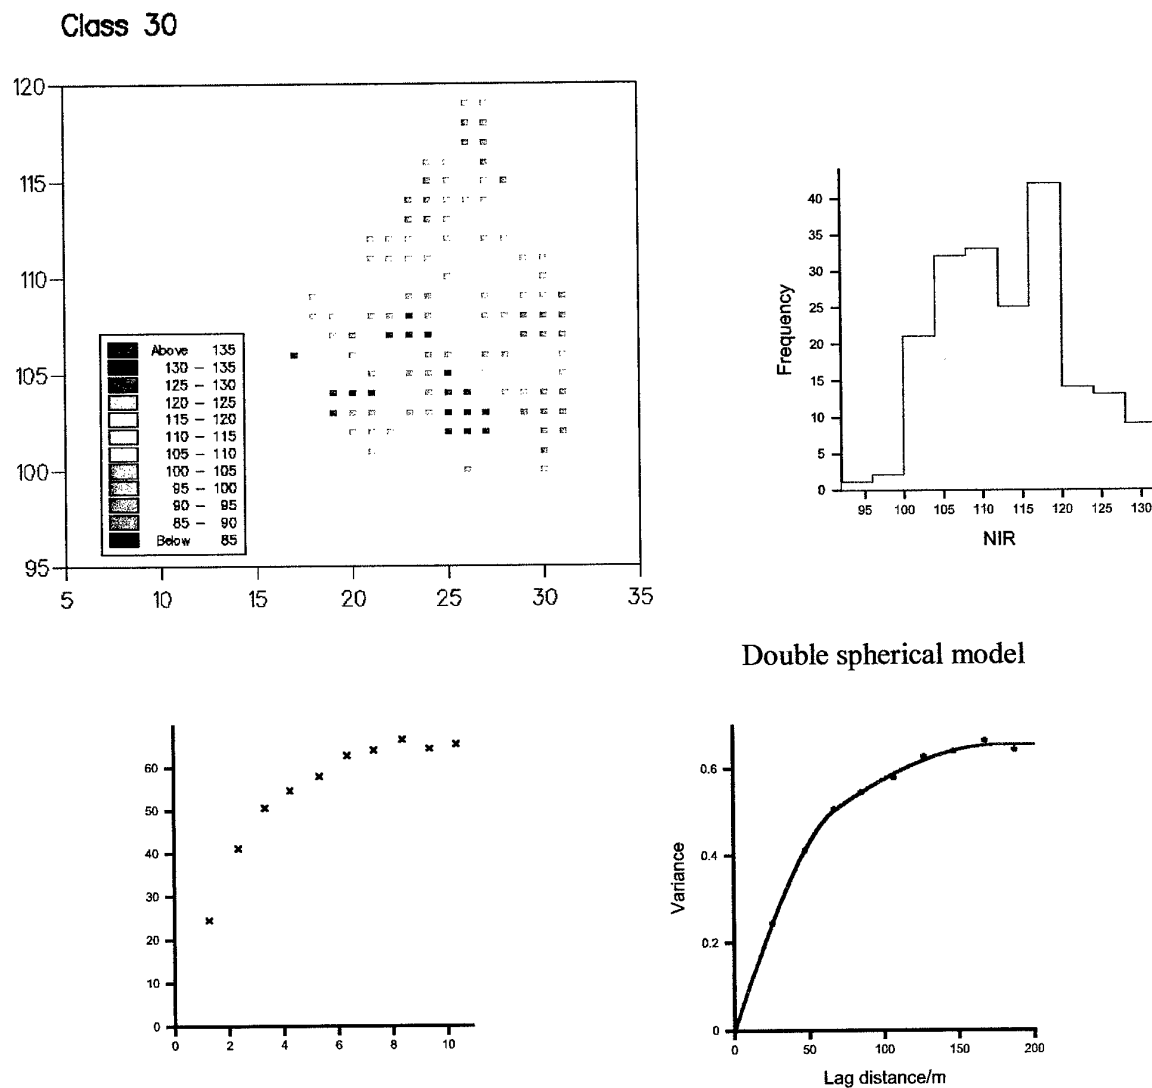 Class 30
120
115
110
105
100
95
5 10 15 20 25 30 35
Above 135
130 - 135
125 - 130
120 - 125
115 - 120
110 - 115
105 - 110
100 - 105
95 - 100
90 - 95
85 - 90
Below 85
Frequency
40
35
30
25
20
15
10
5
0
95 100 105 110 115 120 125 130
NIR
60
50
40
30
20
10
0
0 2 4 6 8 10
Double spherical model
Variance
0.6
0.4
0.2
0
0 50 100 150 200
Lag distance/m